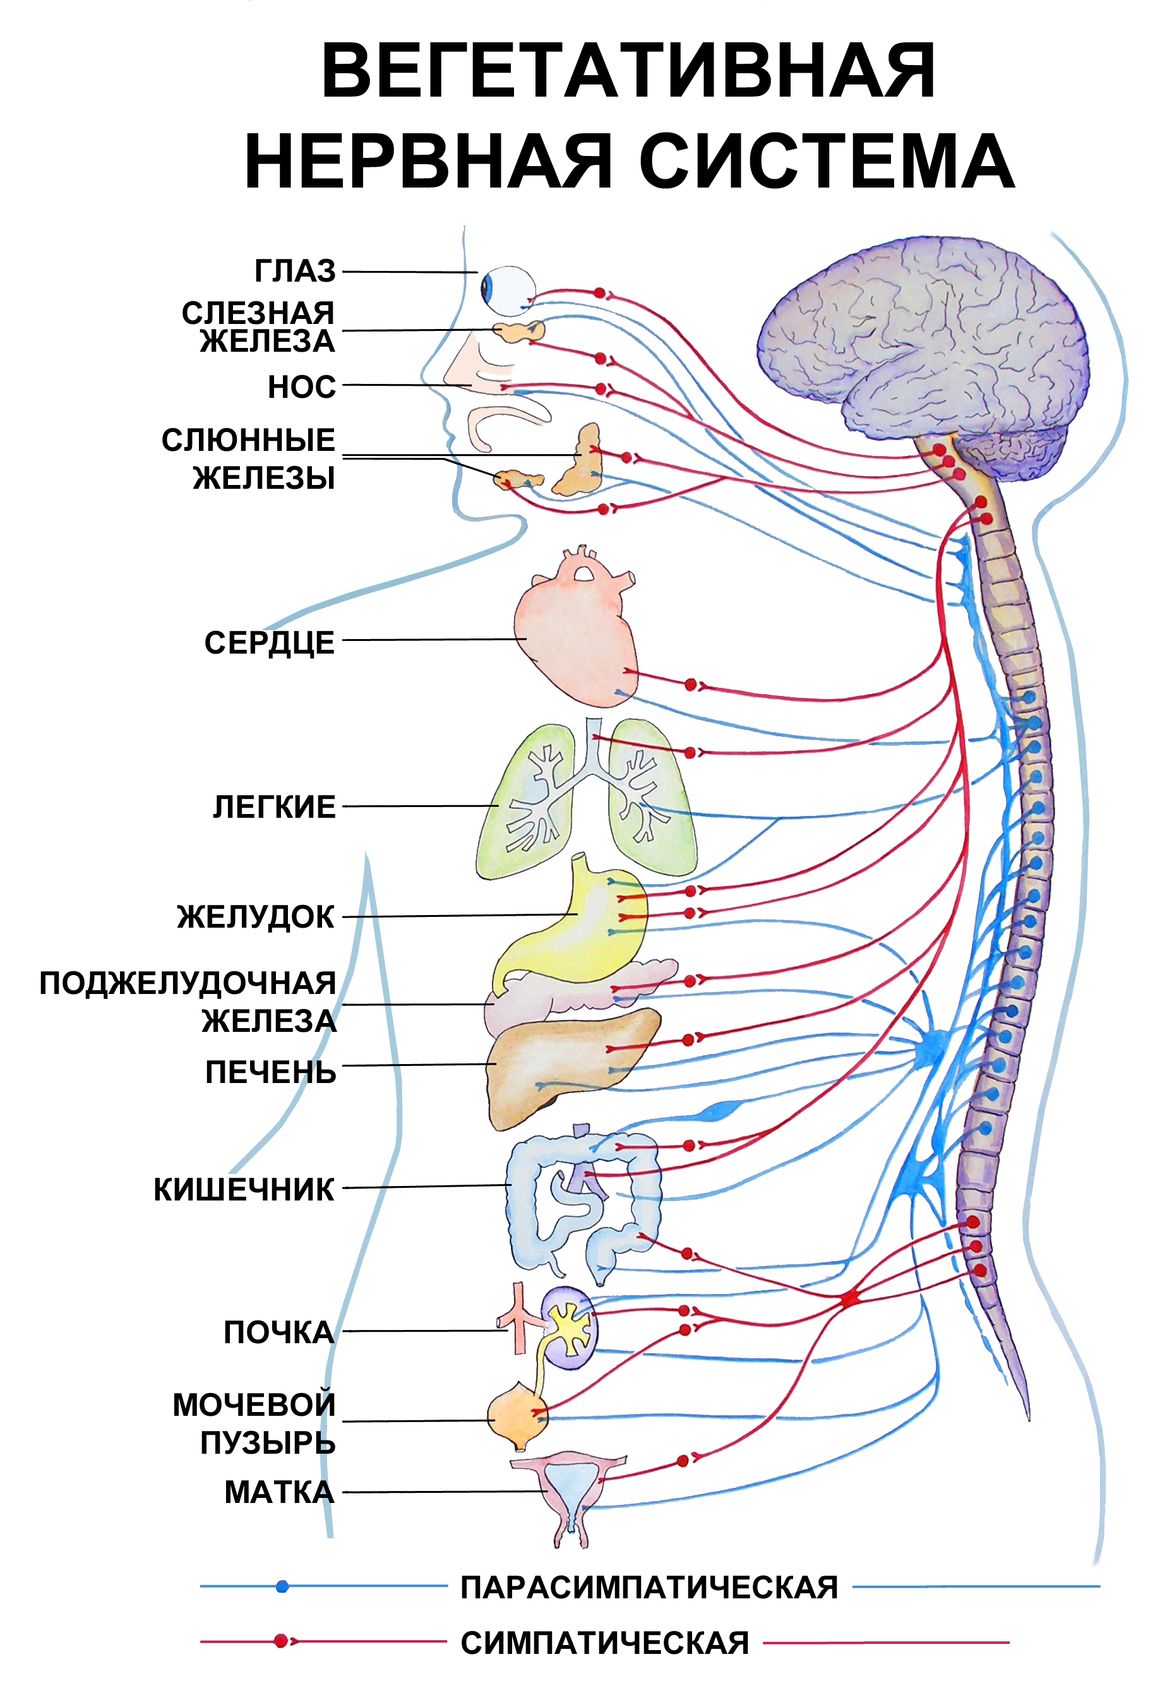 ВЕГЕТАТИВНАЯ
НЕРВНАЯ СИСТЕМА
ГЛАЗ
СЛЕЗНАЯ
ЖЕЛЕЗА
НОС
СЛЮННЫЕ
ЖЕЛЕЗЫ
СЕРДЦЕ
ЛЕГКИЕ
ЖЕЛУДОК
ПОДЖЕЛУДОЧНАЯ
ЖЕЛЕЗА
ПЕЧЕНЬ
КИШЕЧНИК
ПОЧКА
МОЧЕВОЙ
ПУЗЫРЬ
МАТКА
ПАРАСИМПАТИЧЕСКАЯ
СИМПАТИЧЕСКАЯ